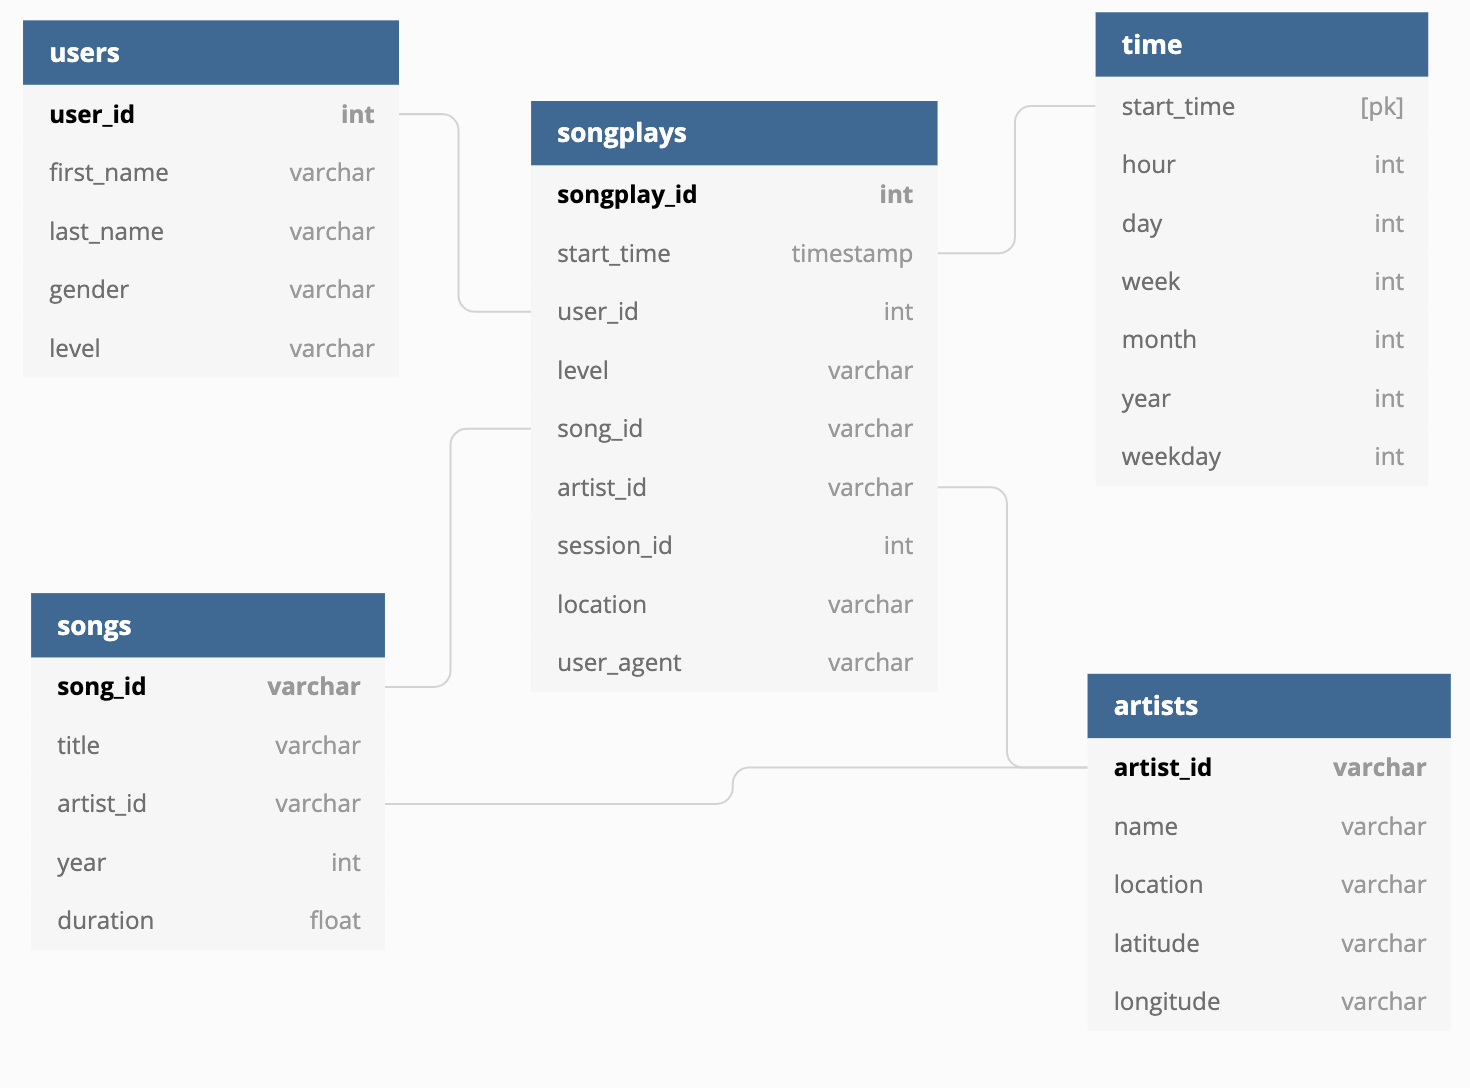 users
user_id int
first_name varchar
last_name varchar
gender varchar
level varchar
songplays
songplay_id int
start_time timestamp
user_id int
level varchar
song_id varchar
artist_id varchar
session_id int
location varchar
user_agent varchar
time
start_time [pk]
hour int
day int
week int
month int
year int
weekday int
songs
song_id varchar
title varchar
artist_id varchar
year int
duration float
artists
artist_id varchar
name varchar
location varchar
latitude varchar
longitude varchar